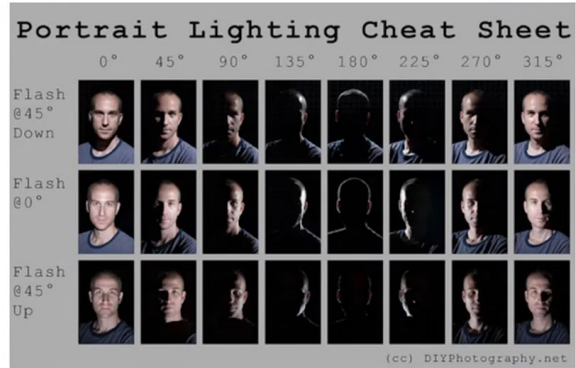 Portrait Lighting Cheat Sheet
0° 45° 90° 135° 180° 225° 270° 315°
Flash
@45°
Down
Flash
@0°
Flash
@45°
Up
(cc) DIYPhotography.net